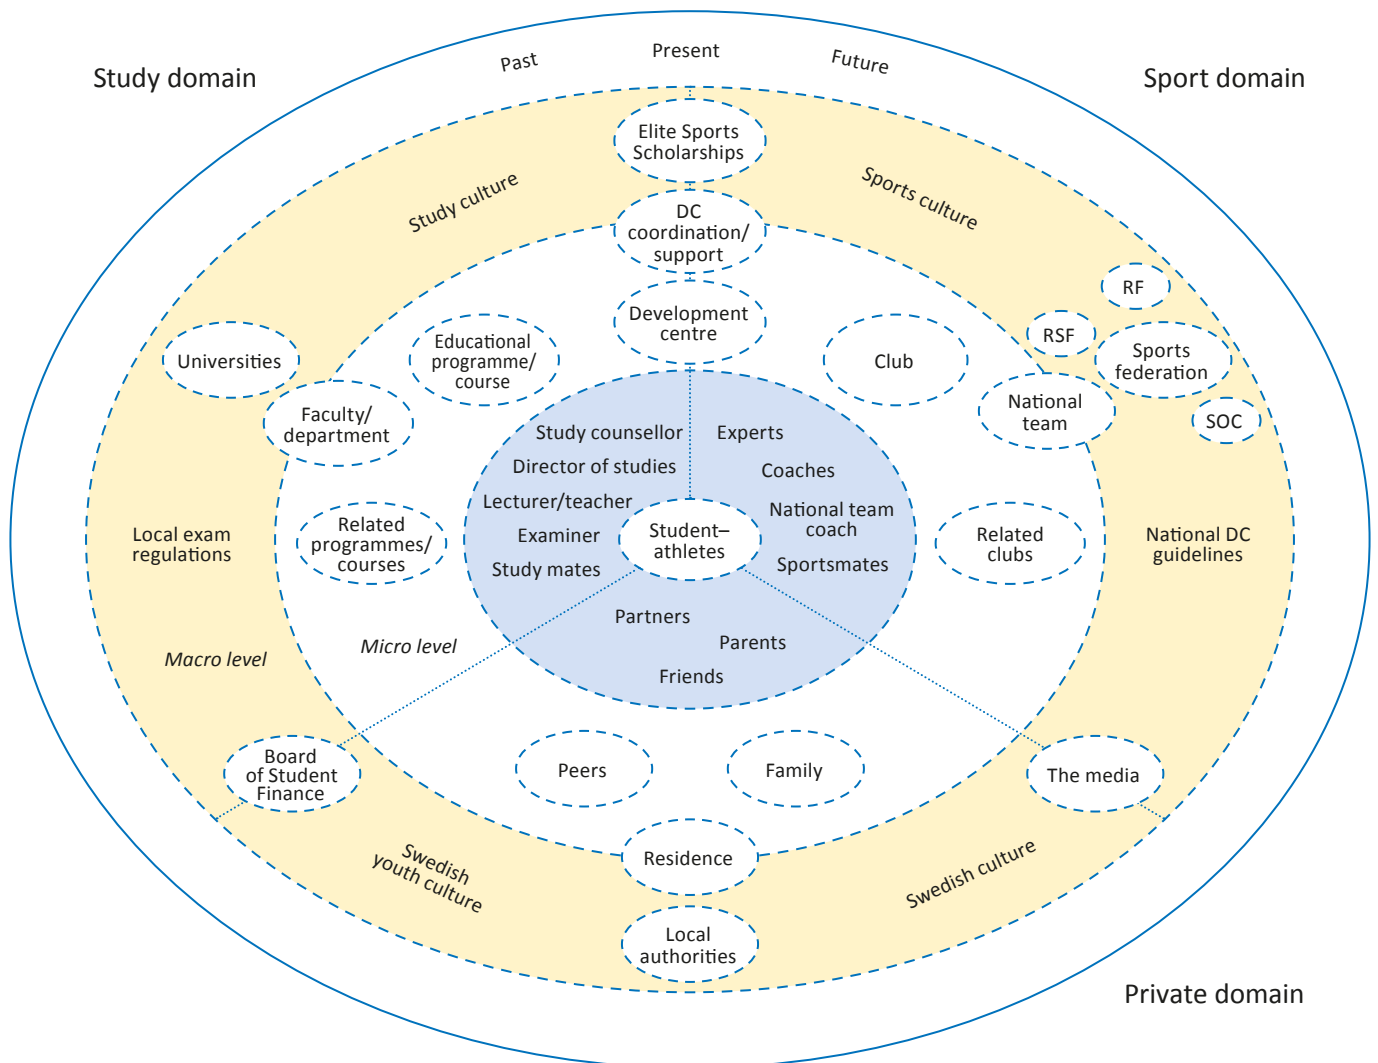 Past
Present
Future
Study domain
Sport domain
Elite Sports
Scholarships
Study culture
Sports culture
DC
coordination/
support
RF
Development
centre
RSF
Universities
Educational
programme/
course
Club
Sports
federation
Faculty/
department
National
team
SOC
Study counsellor
Experts
Director of studies
Coaches
Lecturer/teacher
National team
coach
Examiner
Student–
athletes
Study mates
Sportsmates
Local exam
regulations
Related
programmes/
courses
Related
clubs
National DC
guidelines
Partners
Parents
Friends
Macro level
Micro level
Board
of Student
Finance
Peers
Family
The media
Swedish
youth culture
Residence
Swedish culture
Local
authorities
Private domain